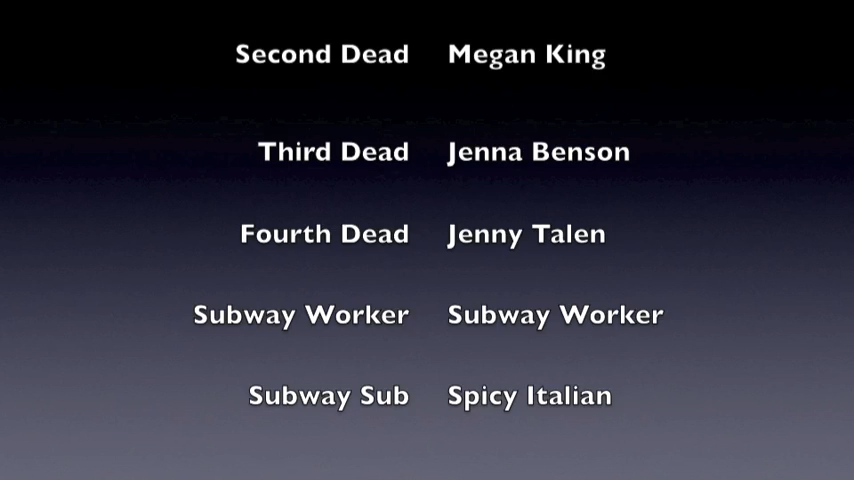 Second Dead Megan King
Third Dead Jenna Benson
Fourth Dead Jenny Talen
Subway Worker Subway Worker
Subway Sub Spicy Italian